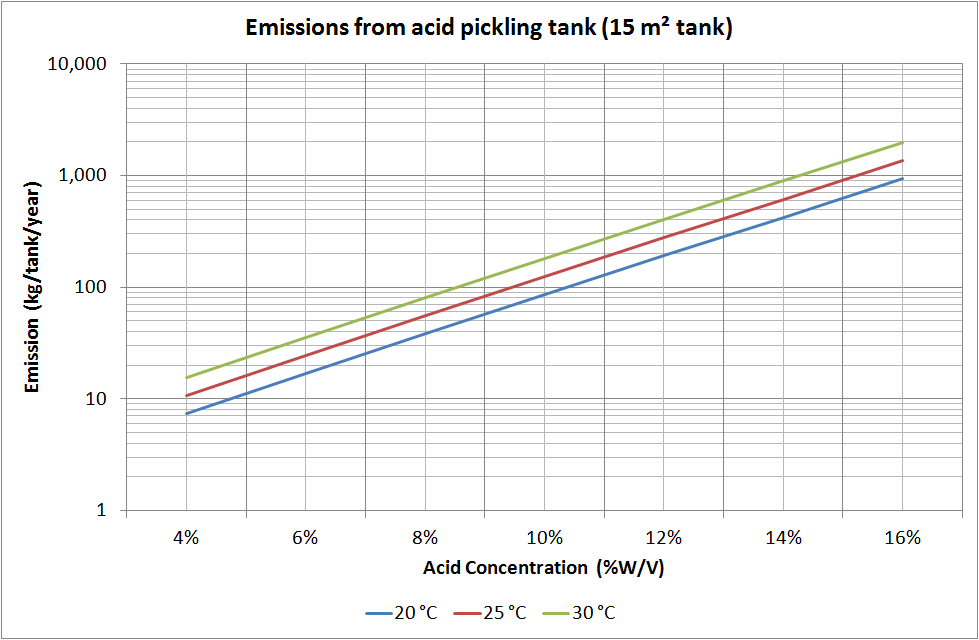 Emissions from acid pickling tank (15 m² tank)
10,000
1,000
100
10
1
Emission (kg/tank/year)
4% 6% 8% 10% 12% 14% 16%
Acid Concentration (%W/V)
20 °C 25 °C 30 °C